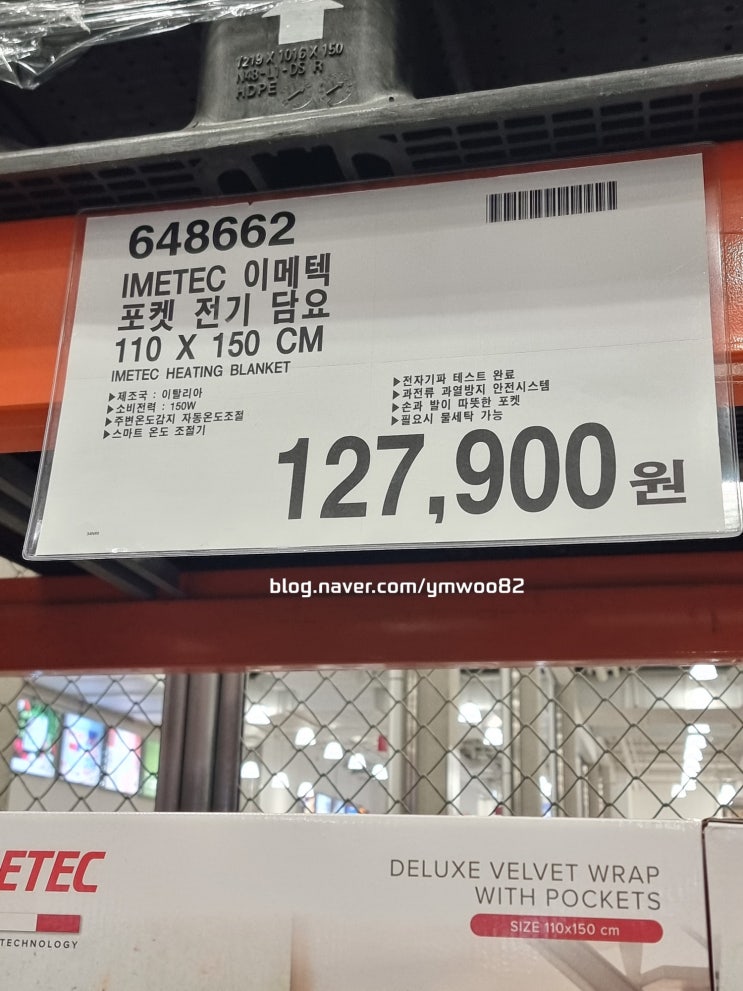 1219 X 1016 X 150
N4B-L1-DS R
HDPE
648662
IMETEC 이메텍
포켓 전기 담요
110 X 150 CM
IMETEC HEATING BLANKET
▶제조국 : 이탈리아
▶소비전력 : 150W
▶주변온도감지 자동온도조절
▶스마트 온도 조절기
▶전자기파 테스트 완료
▶과전류 과열방지 안전시스템
▶손과 발이 따뜻한 포켓
▶필요시 물세탁 가능
127,900 원
blog.naver.com/ymwoo82
ETEC
TECHNOLOGY
DELUXE VELVET WRAP
WITH POCKETS
SIZE 110x150 cm